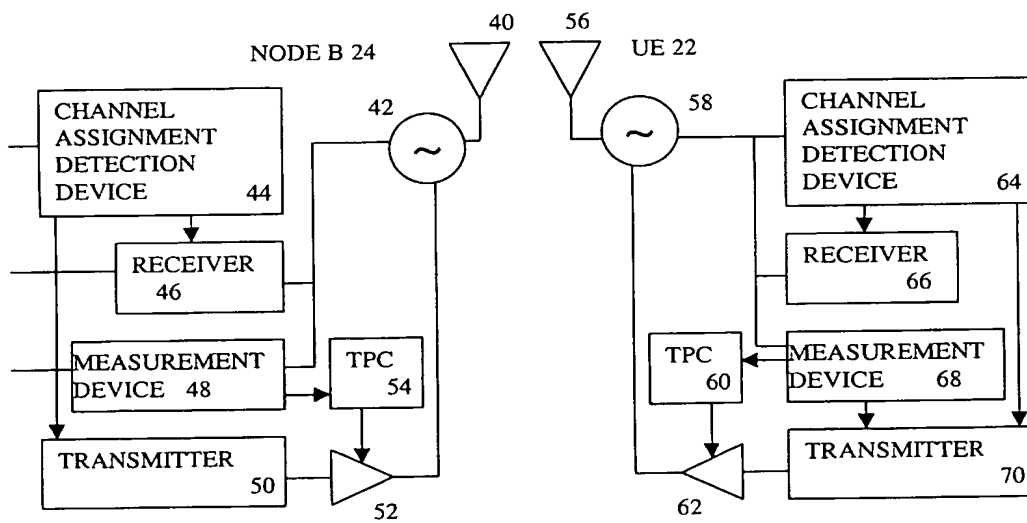 40
56
NODE B 24
UE 22
42
58
CHANNEL
ASSIGNMENT
DETECTION
DEVICE
44
CHANNEL
ASSIGNMENT
DETECTION
DEVICE
64
~
~
RECEIVER
46
RECEIVER
66
MEASUREMENT
DEVICE 48
TPC
54
TPC
60
MEASUREMENT
DEVICE 68
TRANSMITTER
50
52
62
TRANSMITTER
70